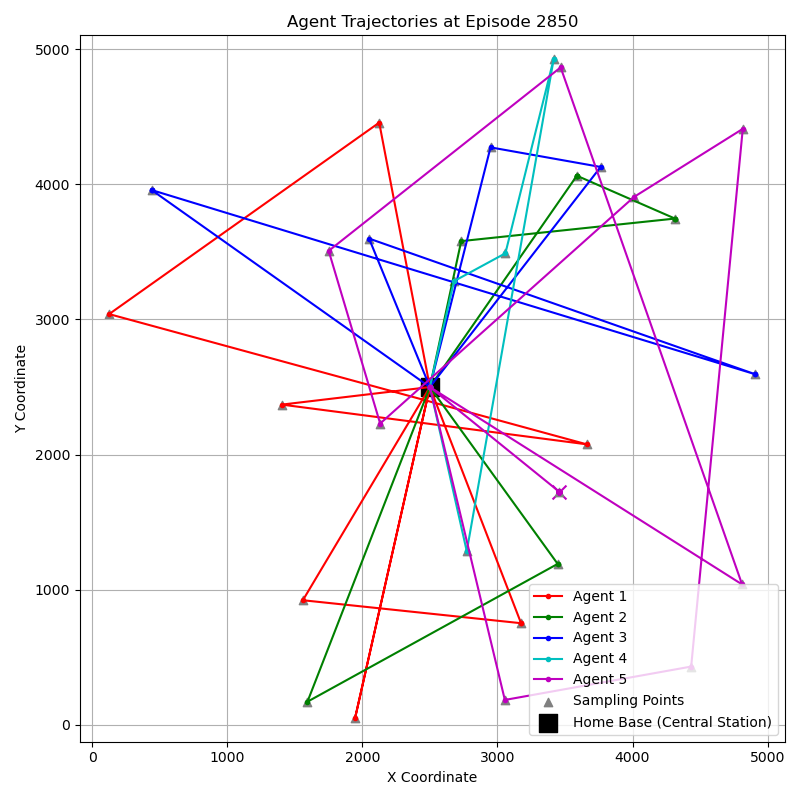 Agent Trajectories at Episode 2850
Y Coordinate
5000
4000
3000
2000
1000
0
0 1000 2000 3000 4000 5000
X Coordinate
Agent 1
Agent 2
Agent 3
Agent 4
Agent 5
Sampling Points
Home Base (Central Station)